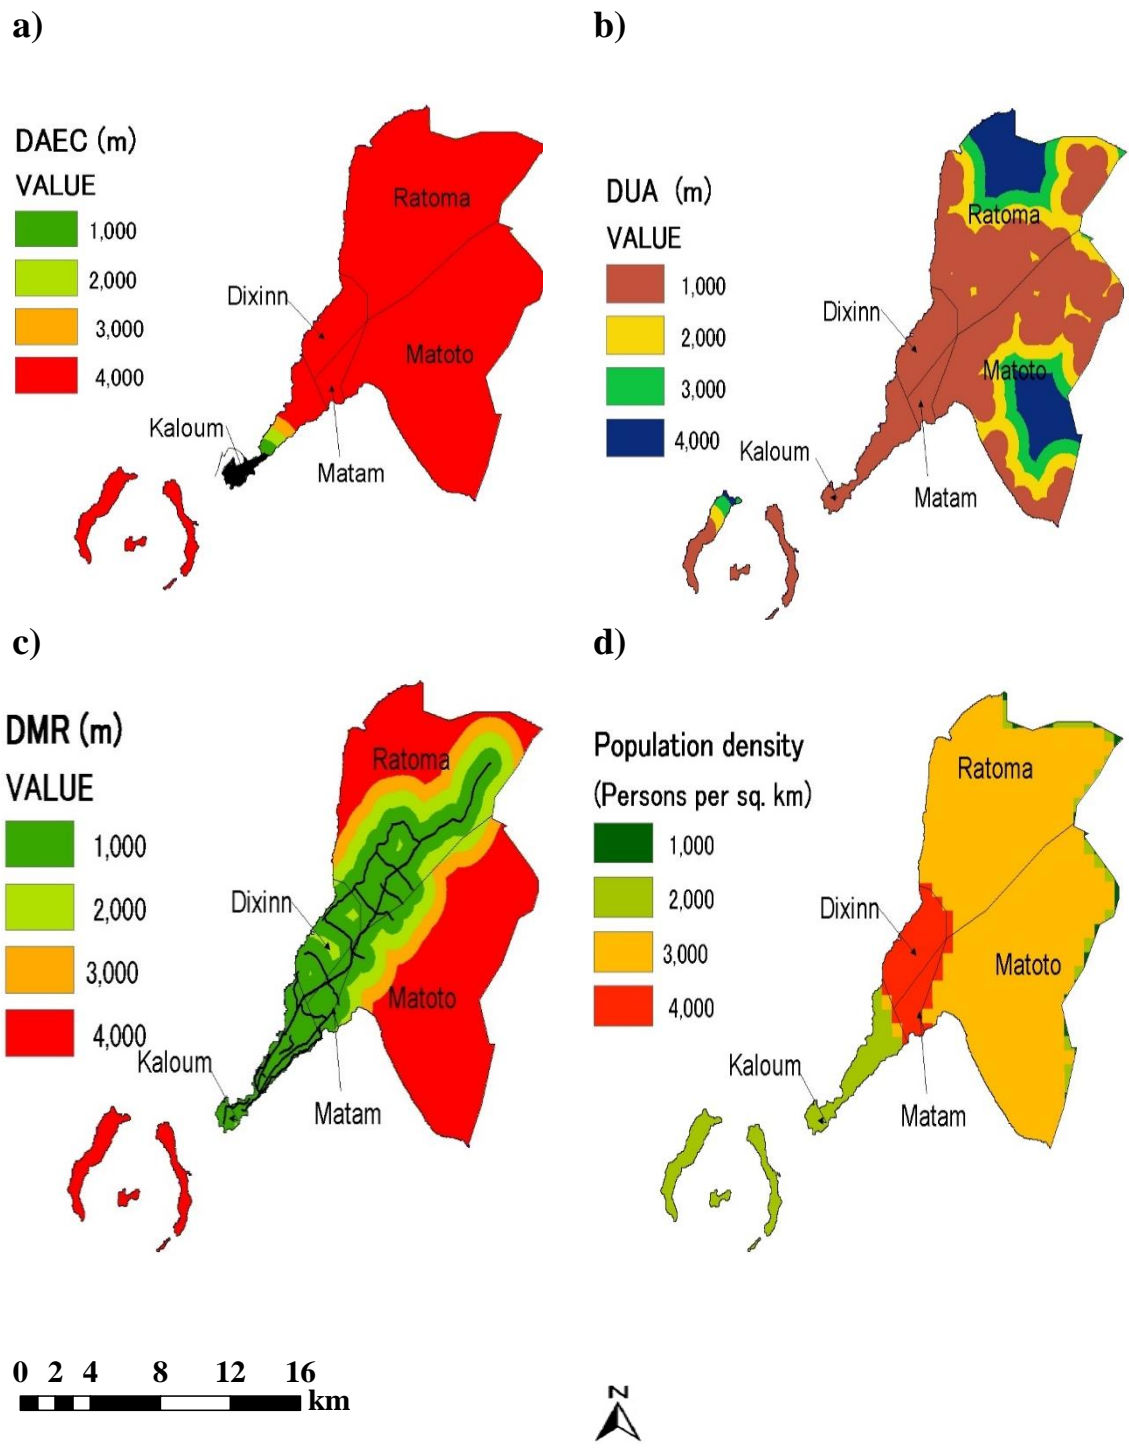 a)
DAEC (m)
VALUE
1,000
2,000
3,000
4,000
Ratoma
Dixinn
Matoto
Kaloum
Matam
b)
DUA (m)
VALUE
1,000
2,000
3,000
4,000
Ratoma
Dixinn
Matoto
Kaloum
Matam
c)
DMR (m)
VALUE
1,000
2,000
3,000
4,000
Ratoma
Dixinn
Matoto
Kaloum
Matam
d)
Population density
(Persons per sq. km)
1,000
2,000
3,000
4,000
Ratoma
Dixinn
Matoto
Kaloum
Matam
0 2 4 8 12 16
km
N